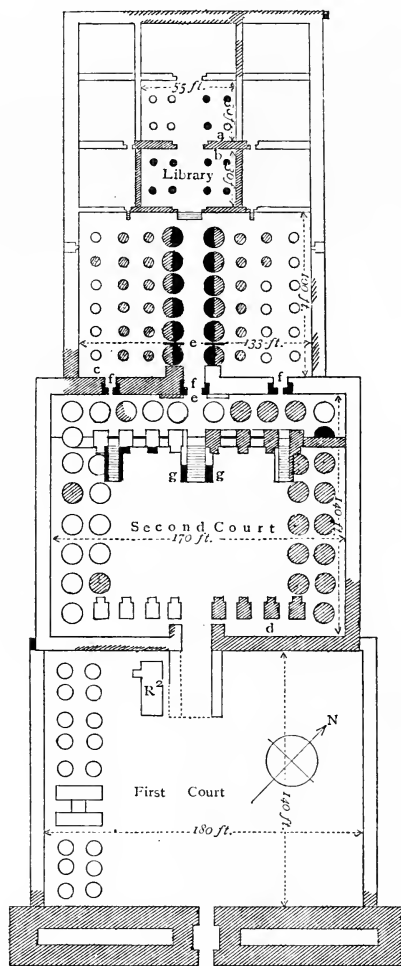 55 ft.
a
b
Library
100 ft.
e
133 ft.
c
f
f
f
e
140 ft.
g
g
Second Court
170 ft.
d
R²
N
First Court
140 ft.
180 ft.